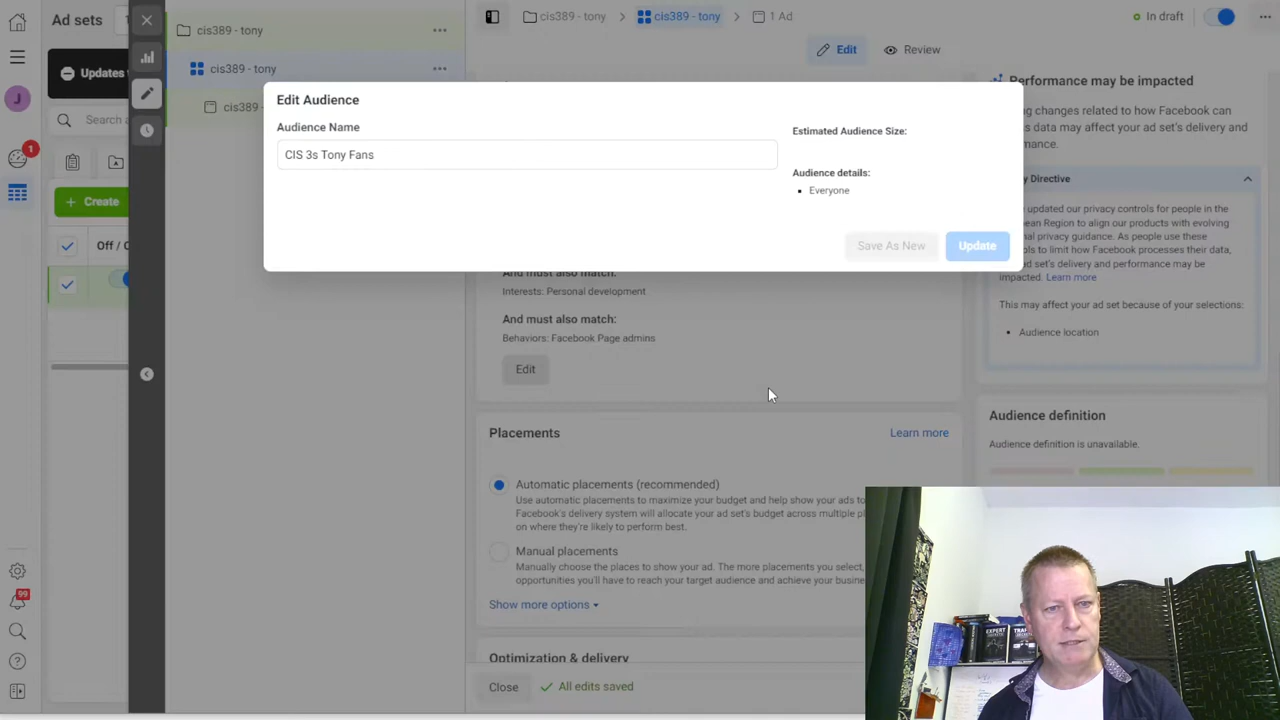 Ad sets
1
Updates
Search a
Create
Off / O
J
1
99
cis389 - tony
cis389 - tony
cis389 -
cis389 - tony
cis389 - tony
1 Ad
In draft
Edit
Review
Edit Audience
Audience Name
CIS 3s Tony Fans
Estimated Audience Size:
Audience details:
Everyone
Save As New
Update
And must also match:
Interests: Personal development
And must also match:
Behaviors: Facebook Page admins
Edit
Placements
Learn more
Automatic placements (recommended)
Use automatic placements to maximize your budget and help show your ads to
Facebook's delivery system will allocate your ad set's budget across multiple pl
on where they're likely to perform best.
Manual placements
Manually choose the places to show your ad. The more placements you select,
opportunities you'll have to reach your target audience and achieve your busine
Show more options
Optimization & delivery
Close
All edits saved
Performance may be impacted
ng changes related to how Facebook can
s data may affect your ad set's delivery and
mance.
y Directive
updated our privacy controls for people in the
ean Region to align our products with evolving
nal privacy guidance. As people use these
ols to limit how Facebook processes their data,
ad set's delivery and performance may be
impacted. Learn more
This may affect your ad set because of your selections:
Audience location
Audience definition
Audience definition is unavailable.
EXPERT
TRA